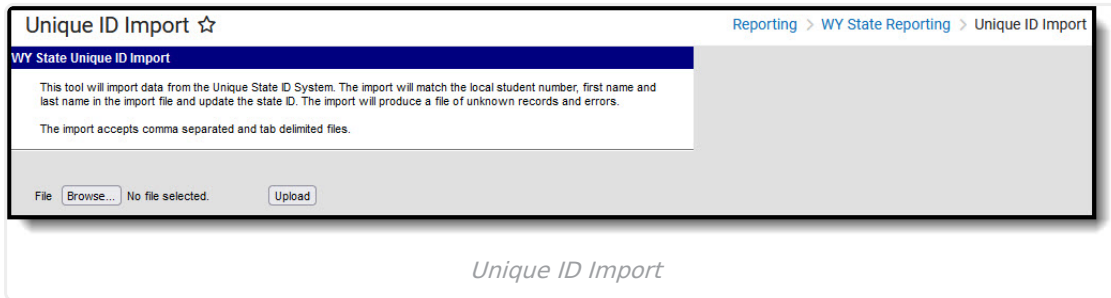 Unique ID Import ☆
Reporting > WY State Reporting > Unique ID Import
WY State Unique ID Import
This tool will import data from the Unique State ID System. The import will match the local student number, first name and
last name in the import file and update the state ID. The import will produce a file of unknown records and errors.
The import accepts comma separated and tab delimited files.
File Browse... No file selected. Upload
Unique ID Import